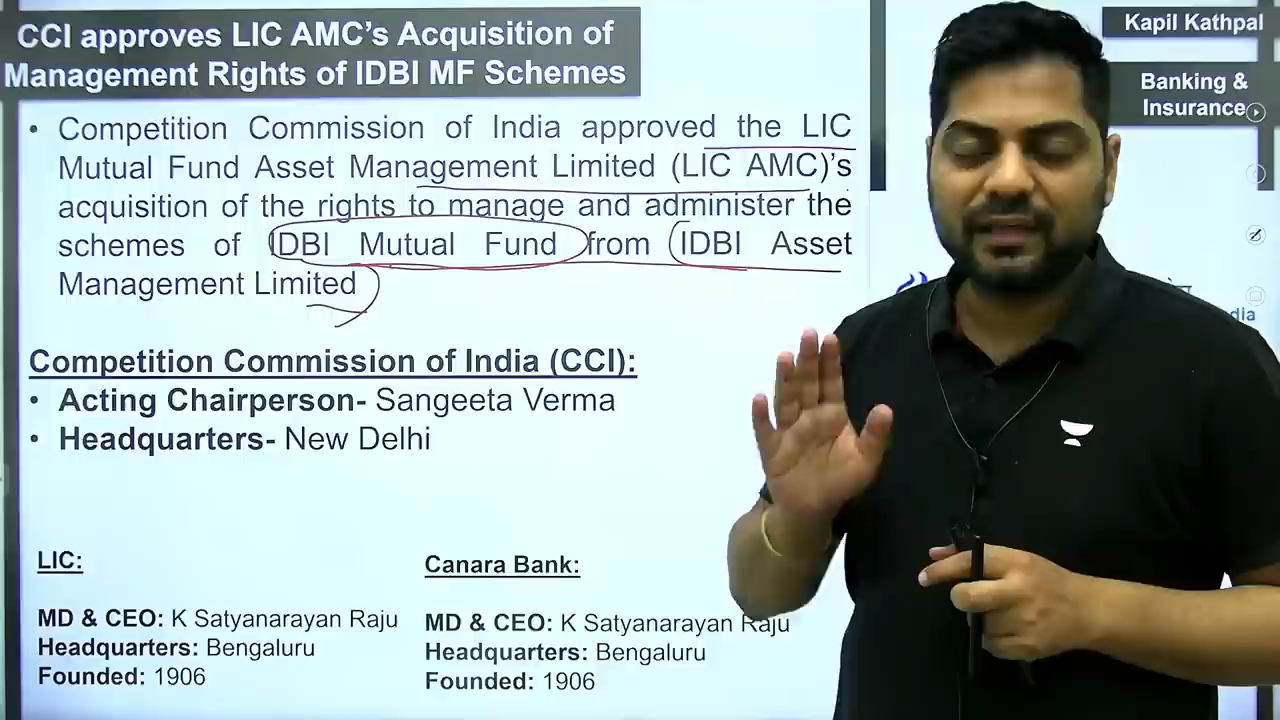 CCI approves LIC AMC’s Acquisition of
Management Rights of IDBI MF Schemes
Kapil Kathpal
Banking &
Insurance
• Competition Commission of India approved the LIC
Mutual Fund Asset Management Limited (LIC AMC)’s
acquisition of the rights to manage and administer the
schemes of IDBI Mutual Fund from IDBI Asset
Management Limited
dia
Competition Commission of India (CCI):
• Acting Chairperson- Sangeeta Verma
• Headquarters- New Delhi
LIC:
MD & CEO: K Satyanarayan Raju
Headquarters: Bengaluru
Founded: 1906
Canara Bank:
MD & CEO: K Satyanarayan Raju
Headquarters: Bengaluru
Founded: 1906